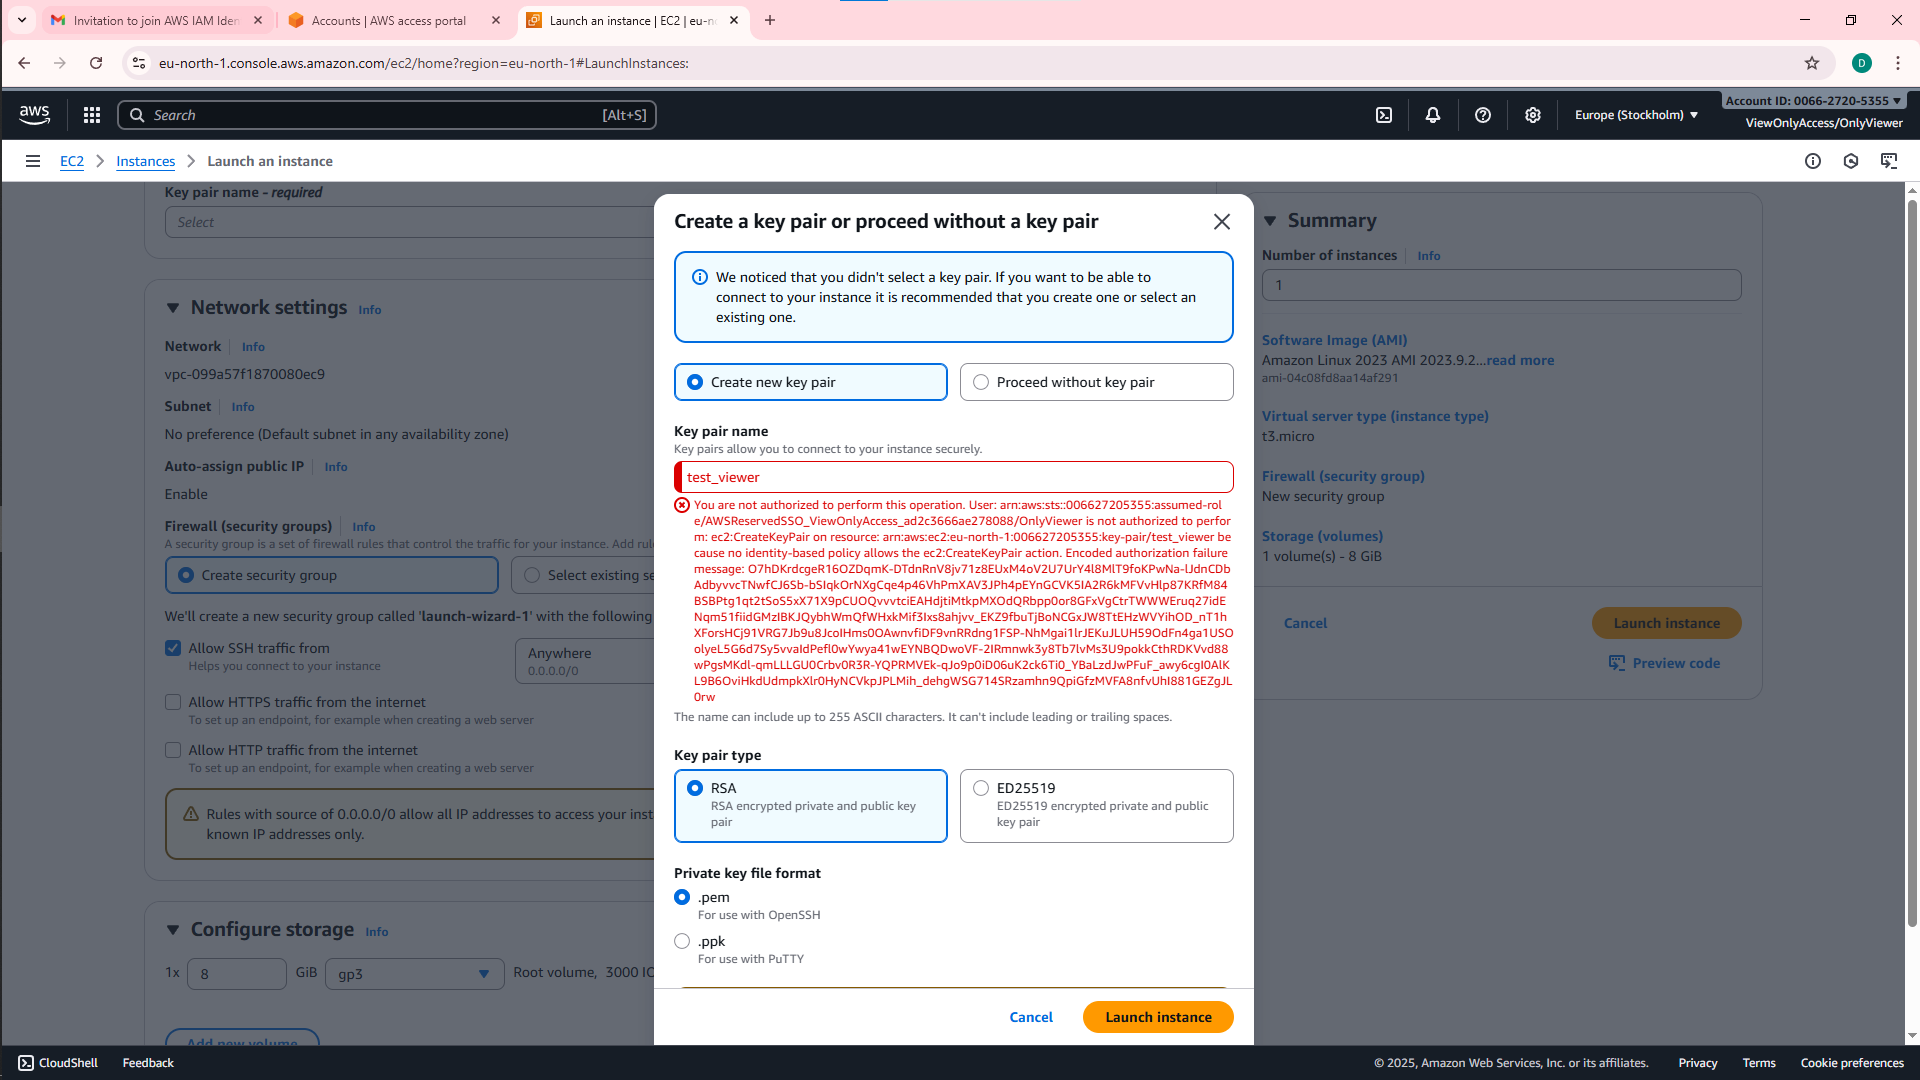 Invitation to join AWS IAM Iden
Accounts | AWS access portal
Launch an instance | EC2 | eu-no
eu-north-1.console.aws.amazon.com/ec2/home?region=eu-north-1#LaunchInstances:
D
aws
Search
[Alt+S]
Europe (Stockholm)
Account ID: 0066-2720-5355
ViewOnlyAccess/OnlyViewer
EC2
Instances
Launch an instance
Key pair name - required
Select
Network settings
Info
Network
Info
vpc-099a57f1870080ec9
Subnet
Info
No preference (Default subnet in any availability zone)
Auto-assign public IP
Info
Enable
Firewall (security groups)
Info
A security group is a set of firewall rules that control the traffic for your instance. Add rul
Create security group
Select existing se
We'll create a new security group called 'launch-wizard-1' with the following
Allow SSH traffic from
Helps you connect to your instance
Anywhere
0.0.0.0/0
Allow HTTPS traffic from the internet
To set up an endpoint, for example when creating a web server
Allow HTTP traffic from the internet
To set up an endpoint, for example when creating a web server
Rules with source of 0.0.0.0/0 allow all IP addresses to access your inst
known IP addresses only.
Configure storage
Info
1x
8
GiB
gp3
Root volume,
3000 IO
Add new volume
Create a key pair or proceed without a key pair
We noticed that you didn't select a key pair. If you want to be able to
connect to your instance it is recommended that you create one or select an
existing one.
Create new key pair
Proceed without key pair
Key pair name
Key pairs allow you to connect to your instance securely.
test_viewer
You are not authorized to perform this operation. User: arn:aws:sts::006627205355:assumed-rol
e/AWSReservedSSO_ViewOnlyAccess_ad2c3666ae278088/OnlyViewer is not authorized to perfor
m: ec2:CreateKeyPair on resource: arn:aws:ec2:eu-north-1:006627205355:key-pair/test_viewer be
cause no identity-based policy allows the ec2:CreateKeyPair action. Encoded authorization failure
message:
0rw
The name can include up to 255 ASCII characters. It can't include leading or trailing spaces.
Key pair type
RSA
RSA encrypted private and public key
pair
ED25519
ED25519 encrypted private and public
key pair
Private key file format
.pem
For use with OpenSSH
.ppk
For use with PuTTY
Cancel
Launch instance
Summary
Number of instances
Info
1
Software Image (AMI)
Amazon Linux 2023 AMI 2023.9.2...read more
ami-04c08fd8aa14af291
Virtual server type (instance type)
t3.micro
Firewall (security group)
New security group
Storage (volumes)
1 volume(s) - 8 GiB
Cancel
Launch instance
Preview code
CloudShell
Feedback
© 2025, Amazon Web Services, Inc. or its affiliates.
Privacy
Terms
Cookie preferences